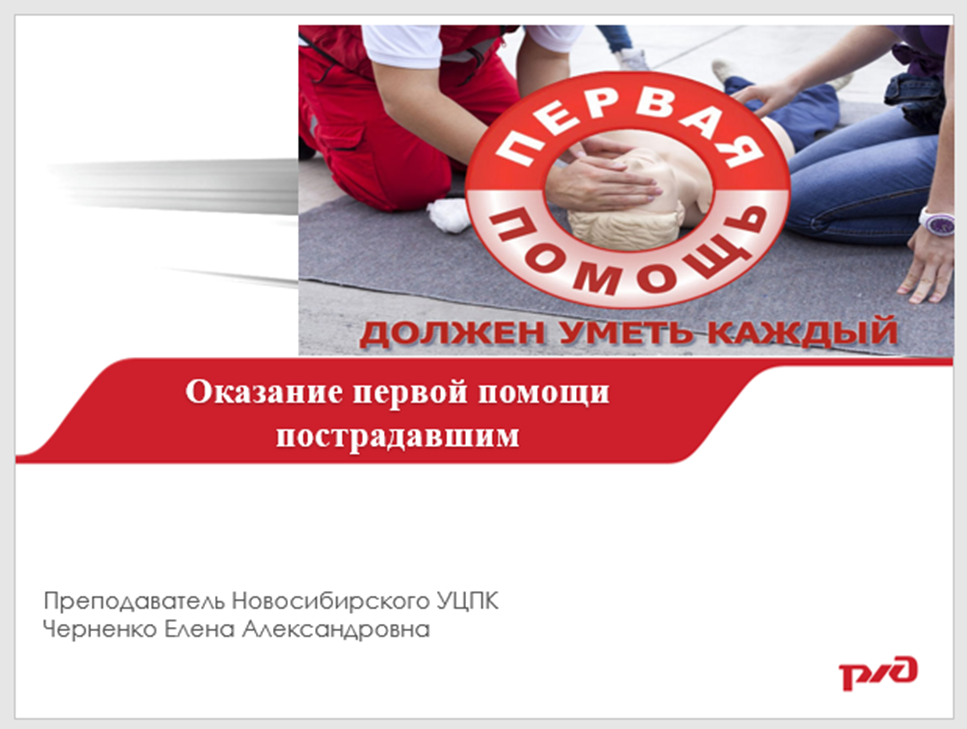 ПЕРВАЯ
ПОМОЩЬ
ДОЛЖЕН УМЕТЬ КАЖДЫЙ
Оказание первой помощи
пострадавшим
Преподаватель Новосибирского УЦПК
Черненко Елена Александровна
ржд